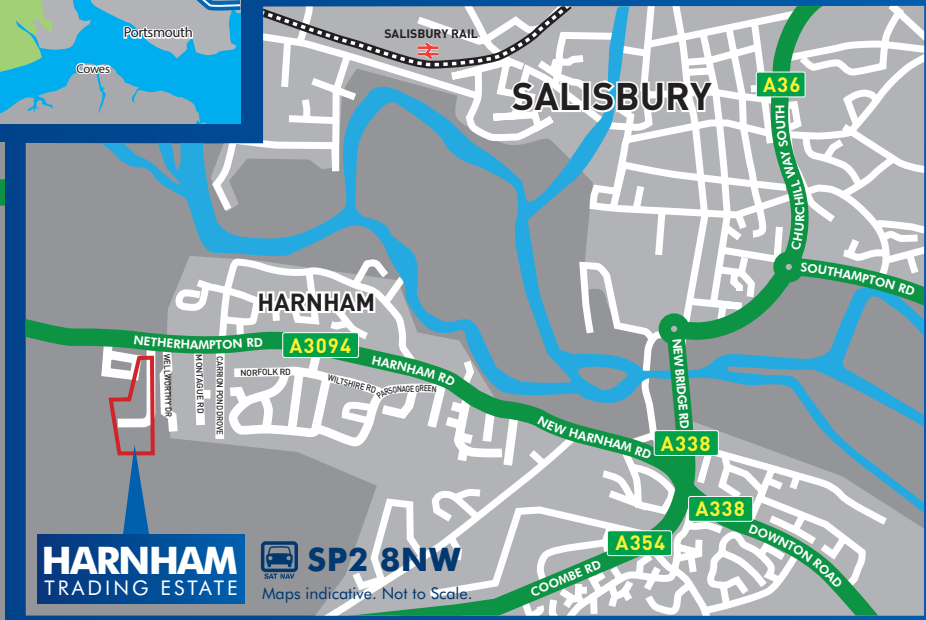 Portsmouth
Cowes
SALISBURY RAIL
SALISBURY
A36
CHURCHILL WAY SOUTH
SOUTHAMPTON RD
HARNHAM
NETHERHAMPTON RD
A3094
HARNHAM RD
NEW BRIDGE RD
WELLWORTHY DR
MONTAGUE RD
CARRION POND DROVE
NORFOLK RD
WILTSHIRE RD
PARSONAGE GREEN
NEW HARNHAM RD
A338
A338
DOWNTON ROAD
A354
COOMBE RD
HARNHAM
TRADING ESTATE
SAT NAV
SP2 8NW
Maps indicative. Not to Scale.